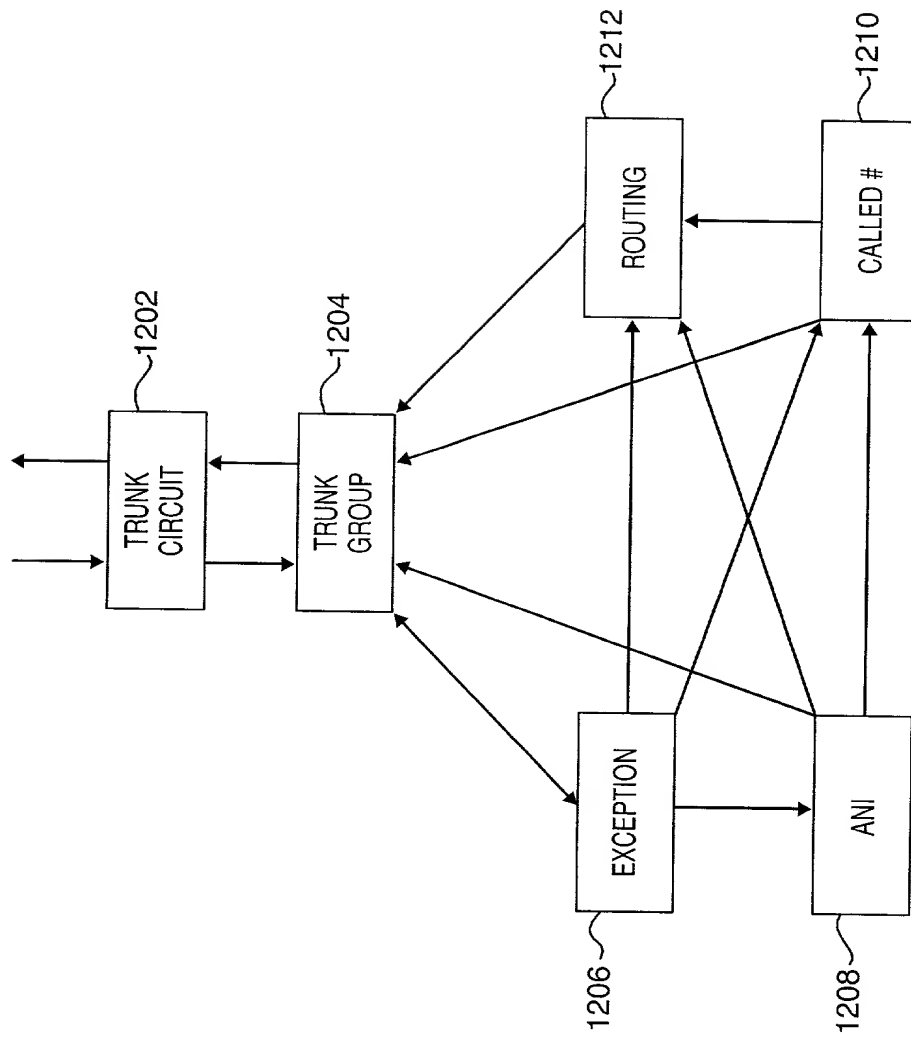 1202
TRUNK
CIRCUIT
1204
TRUNK
GROUP
1206
EXCEPTION
1212
ROUTING
1208
ANI
1210
CALLED #